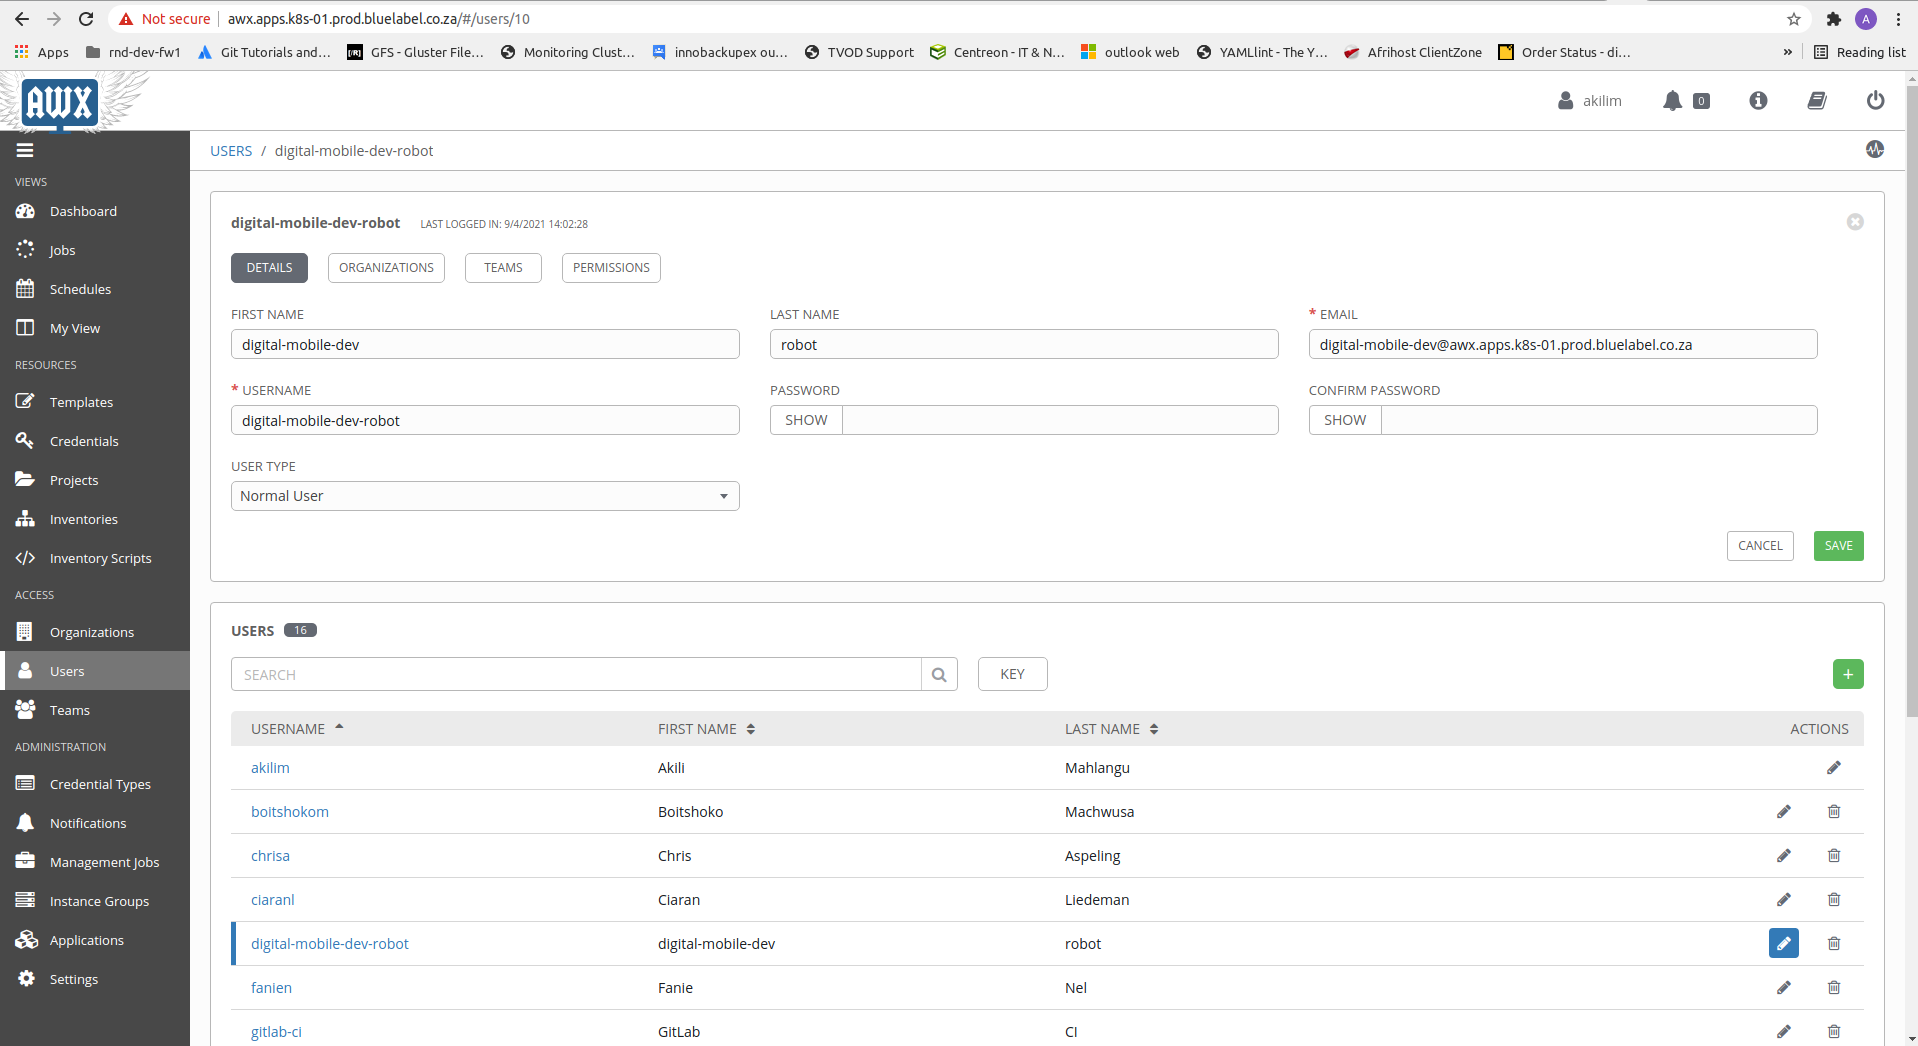 Not secure awx.apps.k8s-01.prod.bluelabel.co.za/#/users/10 A
Apps rnd-dev-fw1 Git Tutorials and... [/R] GFS - Gluster File... Monitoring Clust... innobackupex ou... TVOD Support Centreon - IT & N... outlook web YAMLlint - The Y... Afrihost ClientZone Order Status - di... » Reading list
AWX akilim 0
USERS / digital-mobile-dev-robot
VIEWS
Dashboard
Jobs
Schedules
My View
RESOURCES
Templates
Credentials
Projects
Inventories
Inventory Scripts
ACCESS
Organizations
Users
Teams
ADMINISTRATION
Credential Types
Notifications
Management Jobs
Instance Groups
Applications
Settings
digital-mobile-dev-robot LAST LOGGED IN: 9/4/2021 14:02:28
DETAILS ORGANIZATIONS TEAMS PERMISSIONS
FIRST NAME LAST NAME * EMAIL
digital-mobile-dev robot digital-mobile-dev@awx.apps.k8s-01.prod.bluelabel.co.za
* USERNAME PASSWORD CONFIRM PASSWORD
digital-mobile-dev-robot SHOW SHOW
USER TYPE
Normal User
CANCEL SAVE
USERS 16
SEARCH KEY +
USERNAME FIRST NAME LAST NAME ACTIONS
akilim Akili Mahlangu
boitshokom Boitshoko Machwusa
chrisa Chris Aspeling
ciaranl Ciaran Liedeman
digital-mobile-dev-robot digital-mobile-dev robot
fanien Fanie Nel
gitlab-ci GitLab CI